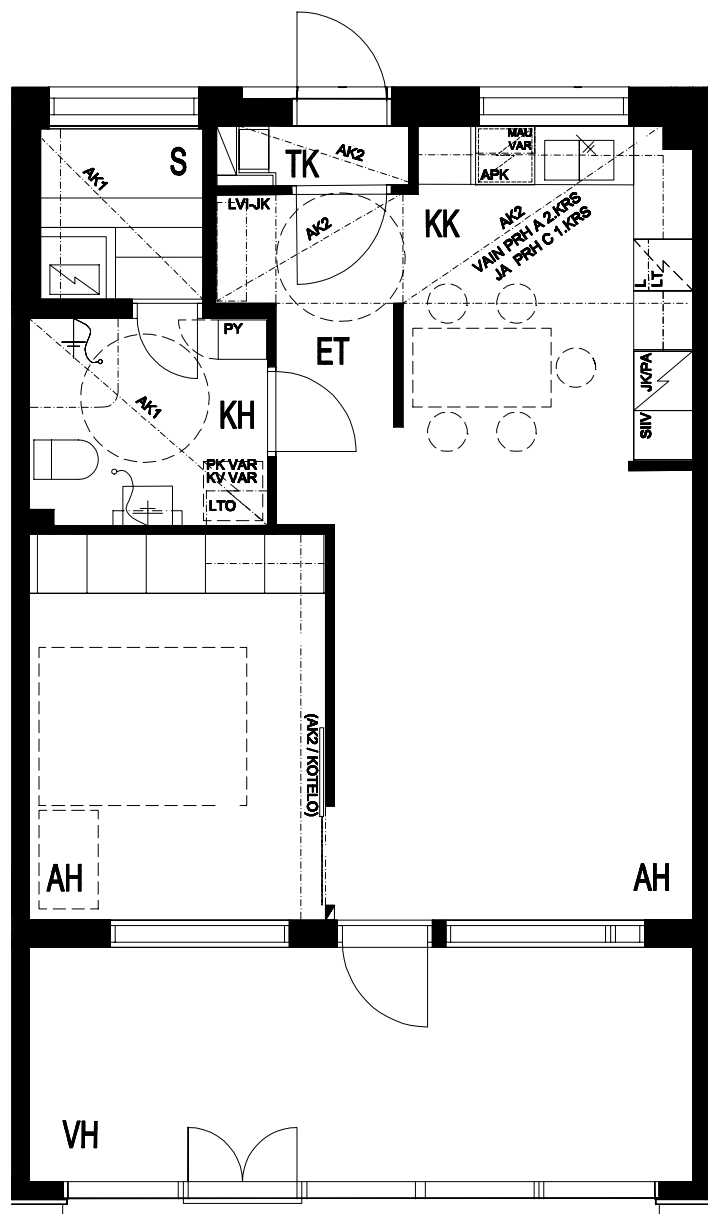 S
AK1
TK
AK2
MAU
VAR
APK
LVI-JK
AK2
KK
AK2
VAIN PRH A 2.KRS
JA PRH C 1.KRS
L
LT
PY
ET
JK/PA
AK1
KH
SIIV
PK VAR
KV VAR
LTO
(AK2 / KOTELO)
AH
AH
VH